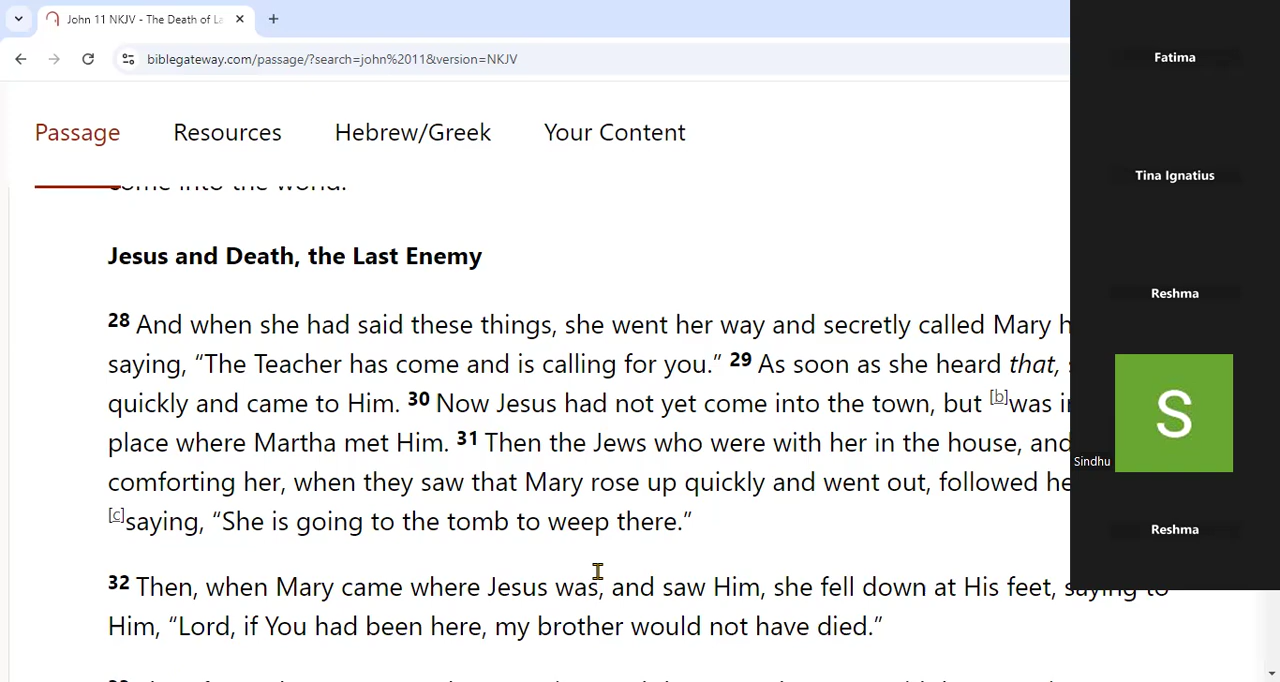 John 11 NKJV - The Death of La
biblegateway.com/passage/?search=john%2011&version=NKJV
Passage Resources Hebrew/Greek Your Content
come into the world.
Jesus and Death, the Last Enemy
28 And when she had said these things, she went her way and secretly called Mary h
saying, “The Teacher has come and is calling for you.” 29 As soon as she heard that,
quickly and came to Him. 30 Now Jesus had not yet come into the town, but [b]was in
place where Martha met Him. 31 Then the Jews who were with her in the house, and
comforting her, when they saw that Mary rose up quickly and went out, followed he
[c]saying, “She is going to the tomb to weep there.”
32 Then, when Mary came where Jesus was, and saw Him, she fell down at His feet, saying to
Him, “Lord, if You had been here, my brother would not have died.”
Fatima
Tina Ignatius
Reshma
S
Sindhu
Reshma